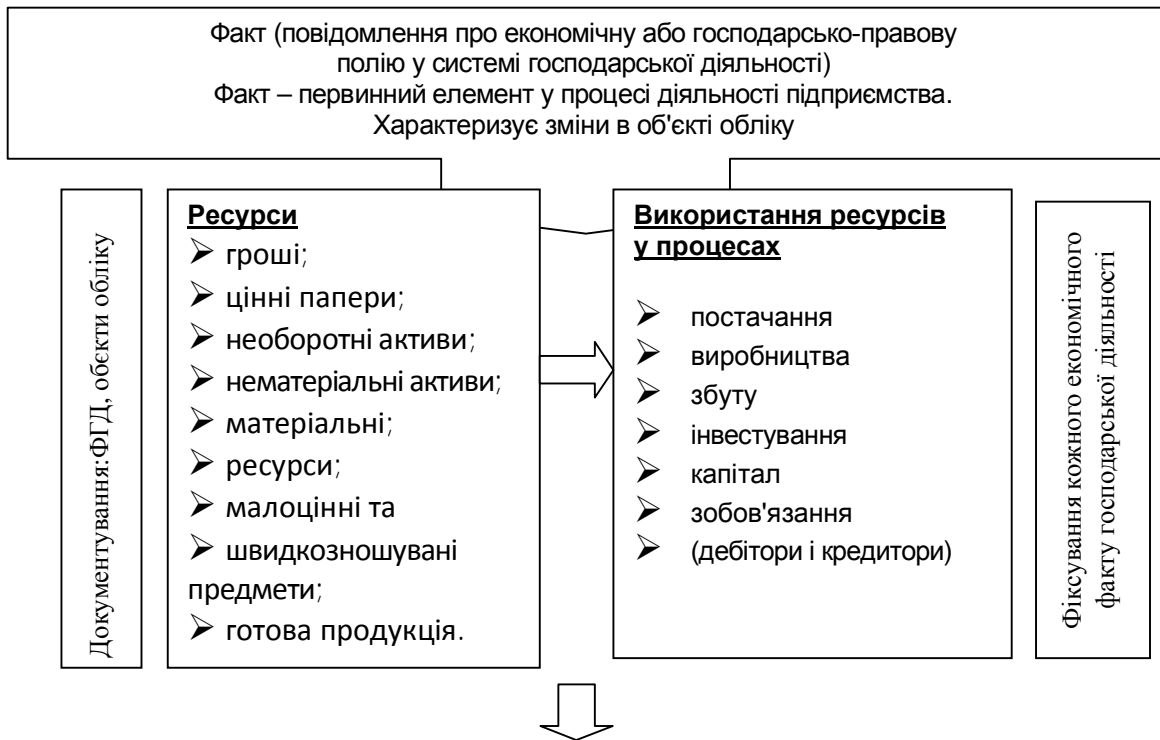 Факт (повідомлення про економічну або господарсько-правову
полію у системі господарської діяльності)
Факт – первинний елемент у процесі діяльності підприємства.
Характеризує зміни в об'єкті обліку
Документування:ФГД, обєкти обліку
Ресурси
➢ гроші;
➢ цінні папери;
➢ необоротні активи;
➢ нематеріальні активи;
➢ матеріальні;
➢ ресурси;
➢ малоцінні та
➢ швидкозношувані
предмети;
➢ готова продукція.
Використання ресурсів
у процесах
➢ постачання
➢ виробництва
➢ збуту
➢ інвестування
➢ капітал
➢ зобов'язання
➢ (дебітори і кредитори)
Фіксування кожного економічного
факту господарської діяльності